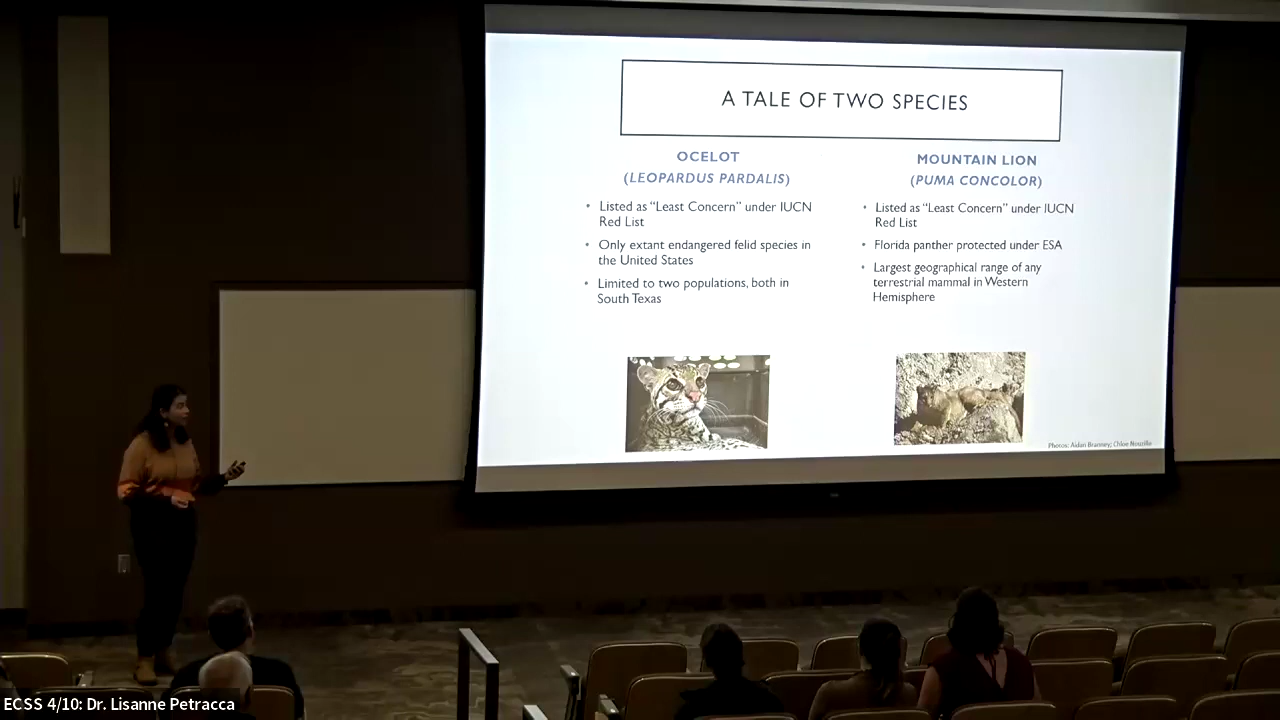 A TALE OF TWO SPECIES
OCELOT
(LEOPARDUS PARDALIS)
• Listed as “Least Concern” under IUCN
Red List
• Only extant endangered felid species in
the United States
• Limited to two populations, both in
South Texas
MOUNTAIN LION
(PUMA CONCOLOR)
• Listed as “Least Concern” under IUCN
Red List
• Florida panther protected under ESA
• Largest geographical range of any
terrestrial mammal in Western
Hemisphere
Photos: Aidan Branney; Chloe Nouzille
ECSS 4/10: Dr. Lisanne Petracca